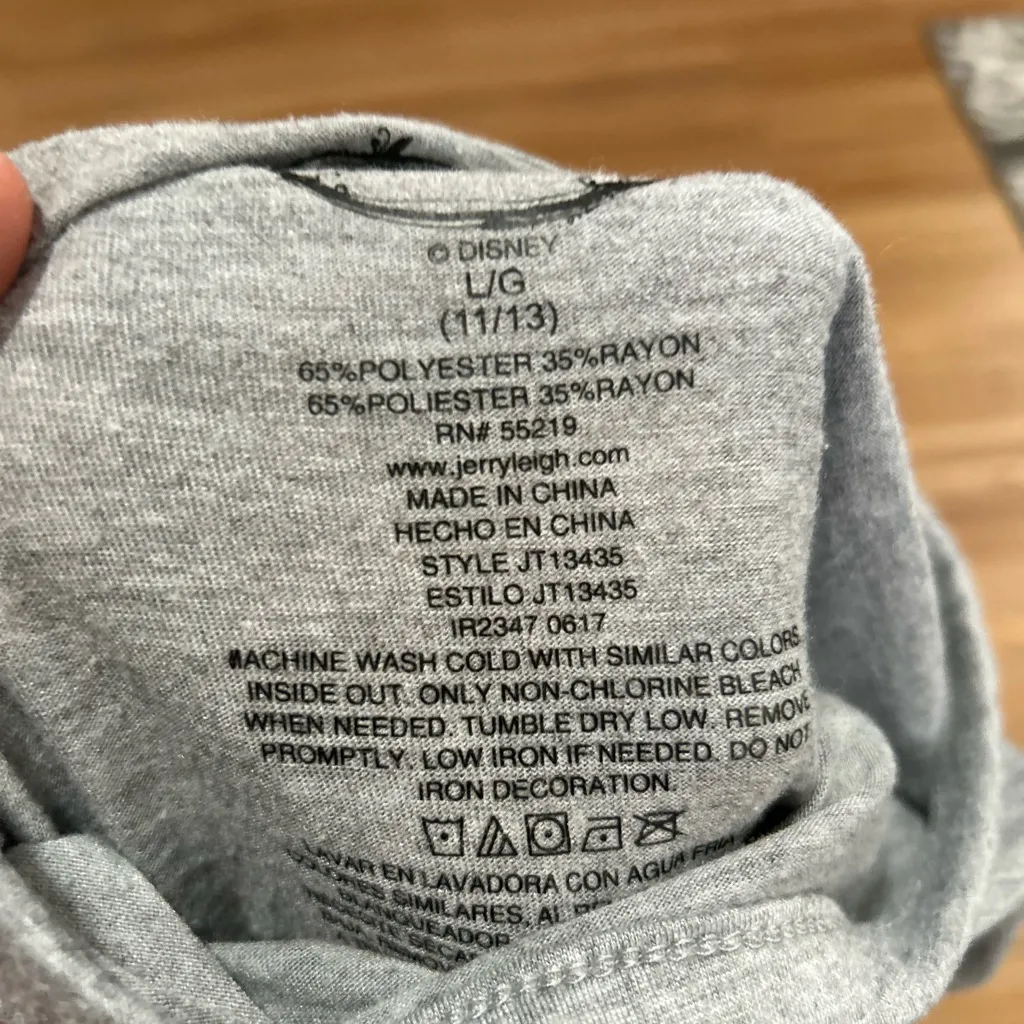 © DISNEY
L/G
(11/13)
65%POLYESTER 35%RAYON
65%POLIESTER 35%RAYON
RN# 55219
www.jerryleigh.com
MADE IN CHINA
HECHO EN CHINA
STYLE JT13435
ESTILO JT13435
IR2347 0617
MACHINE WASH COLD WITH SIMILAR COLORS
INSIDE OUT. ONLY NON-CHLORINE BLEACH
WHEN NEEDED. TUMBLE DRY LOW. REMOVE
PROMPTLY. LOW IRON IF NEEDED. DO NOT
IRON DECORATION.
LAVAR EN LAVADORA CON AGUA FRIA
SIMILARES. AL